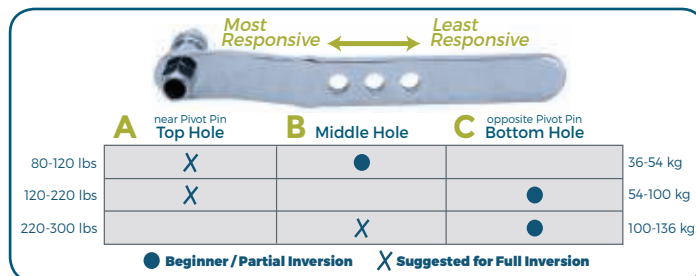 Most Responsive
Least Responsive
A near Pivot Pin Top Hole
B Middle Hole
C opposite Pivot Pin Bottom Hole
80-120 lbs X ● 36-54 kg
120-220 lbs X ● 54-100 kg
220-300 lbs X ● 100-136 kg
● Beginner / Partial Inversion X Suggested for Full Inversion